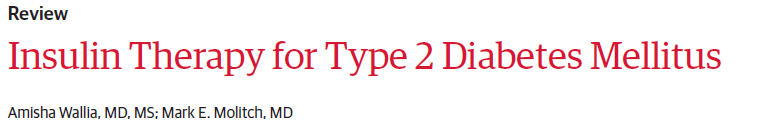 Review
Insulin Therapy for Type 2 Diabetes Mellitus
Amisha Wallia, MD, MS; Mark E. Molitch, MD